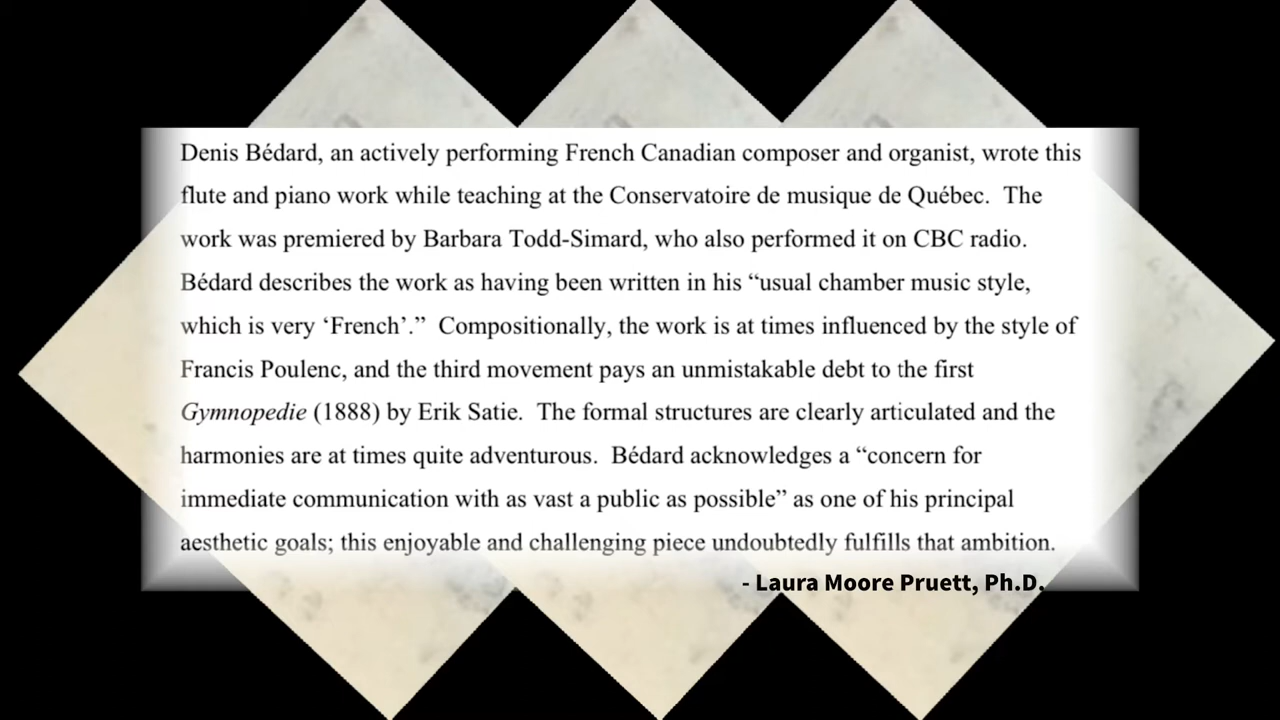 Denis Bédard, an actively performing French Canadian composer and organist, wrote this
flute and piano work while teaching at the Conservatoire de musique de Québec.  The
work was premiered by Barbara Todd-Simard, who also performed it on CBC radio.
Bédard describes the work as having been written in his “usual chamber music style,
which is very ‘French’.”  Compositionally, the work is at times influenced by the style of
Francis Poulenc, and the third movement pays an unmistakable debt to the first
Gymnopedie (1888) by Erik Satie.  The formal structures are clearly articulated and the
harmonies are at times quite adventurous.  Bédard acknowledges a “concern for
immediate communication with as vast a public as possible” as one of his principal
aesthetic goals; this enjoyable and challenging piece undoubtedly fulfills that ambition.
- Laura Moore Pruett, Ph.D.